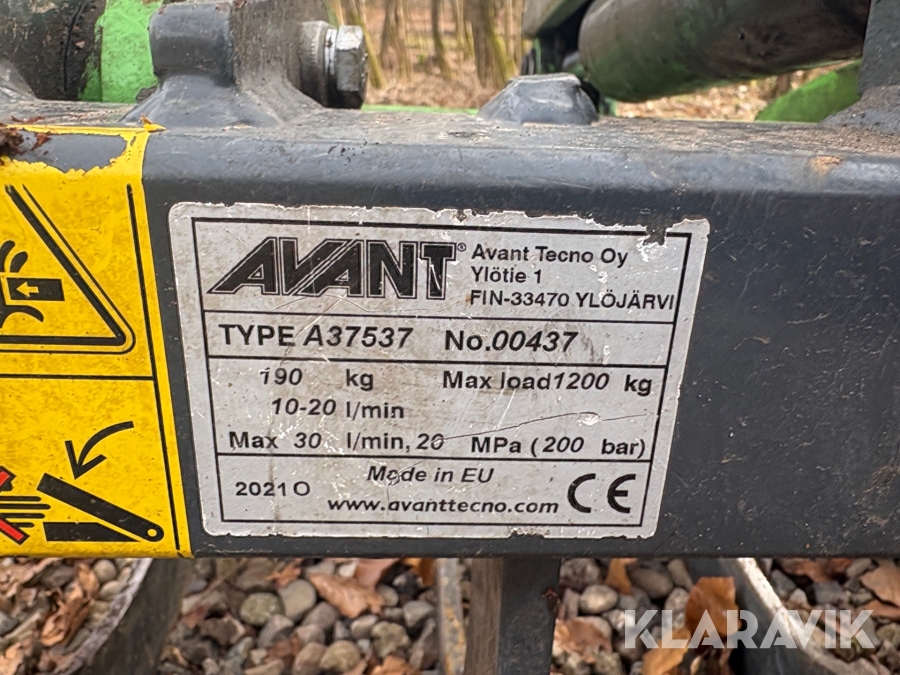 AVANT®
Avant Tecno Oy
Ylötie 1
FIN-33470 YLÖJÄRVI
TYPE A37537 No.00437
190 kg Max load1200 kg
10-20 l/min
Max 30 l/min, 20 MPa (200 bar)
Made in EU
2021O www.avanttecno.com CE
KLARAVIK